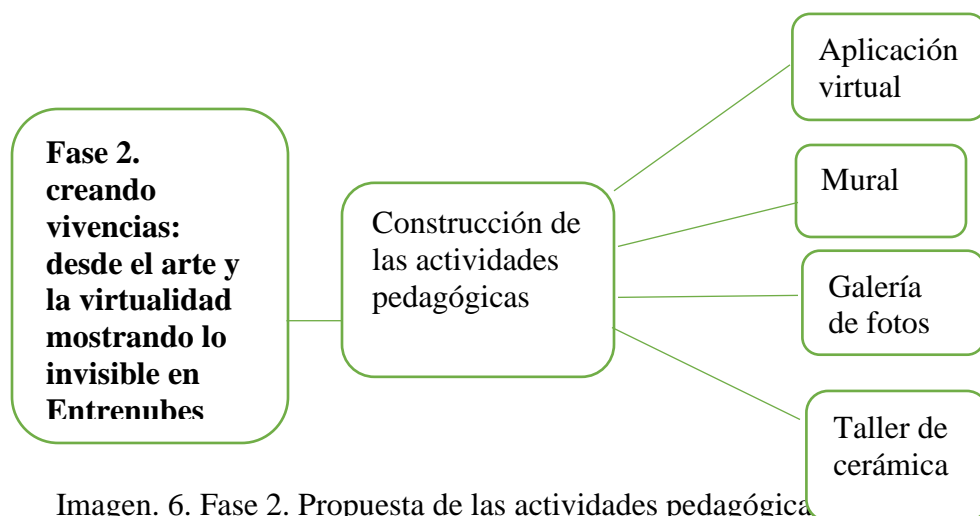 Fase 2.
creando
vivencias:
desde el arte y
la virtualidad
mostrando lo
invisible en
Entrenubes
Construcción de
las actividades
pedagógicas
Aplicación
virtual
Mural
Galería
de fotos
Taller de
cerámica
Imagen. 6. Fase 2. Propuesta de las actividades pedagógica